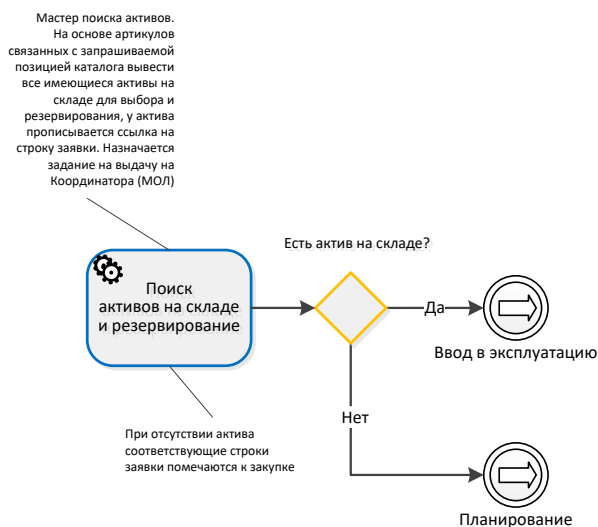 Мастер поиска активов.
На основе артикулов
связанных с запрашиваемой
позицией каталога вывести
все имеющиеся активы на
складе для выбора и
резервирования, у актива
прописывается ссылка на
строку заявки. Назначается
задание на выдачу на
Координатора (МОЛ)
Есть актив на складе?
Поиск
активов на складе
и резервирование
Да
Ввод в эксплуатацию
Нет
При отсутствии актива
соответствующие строки
заявки помечаются к закупке
Планирование